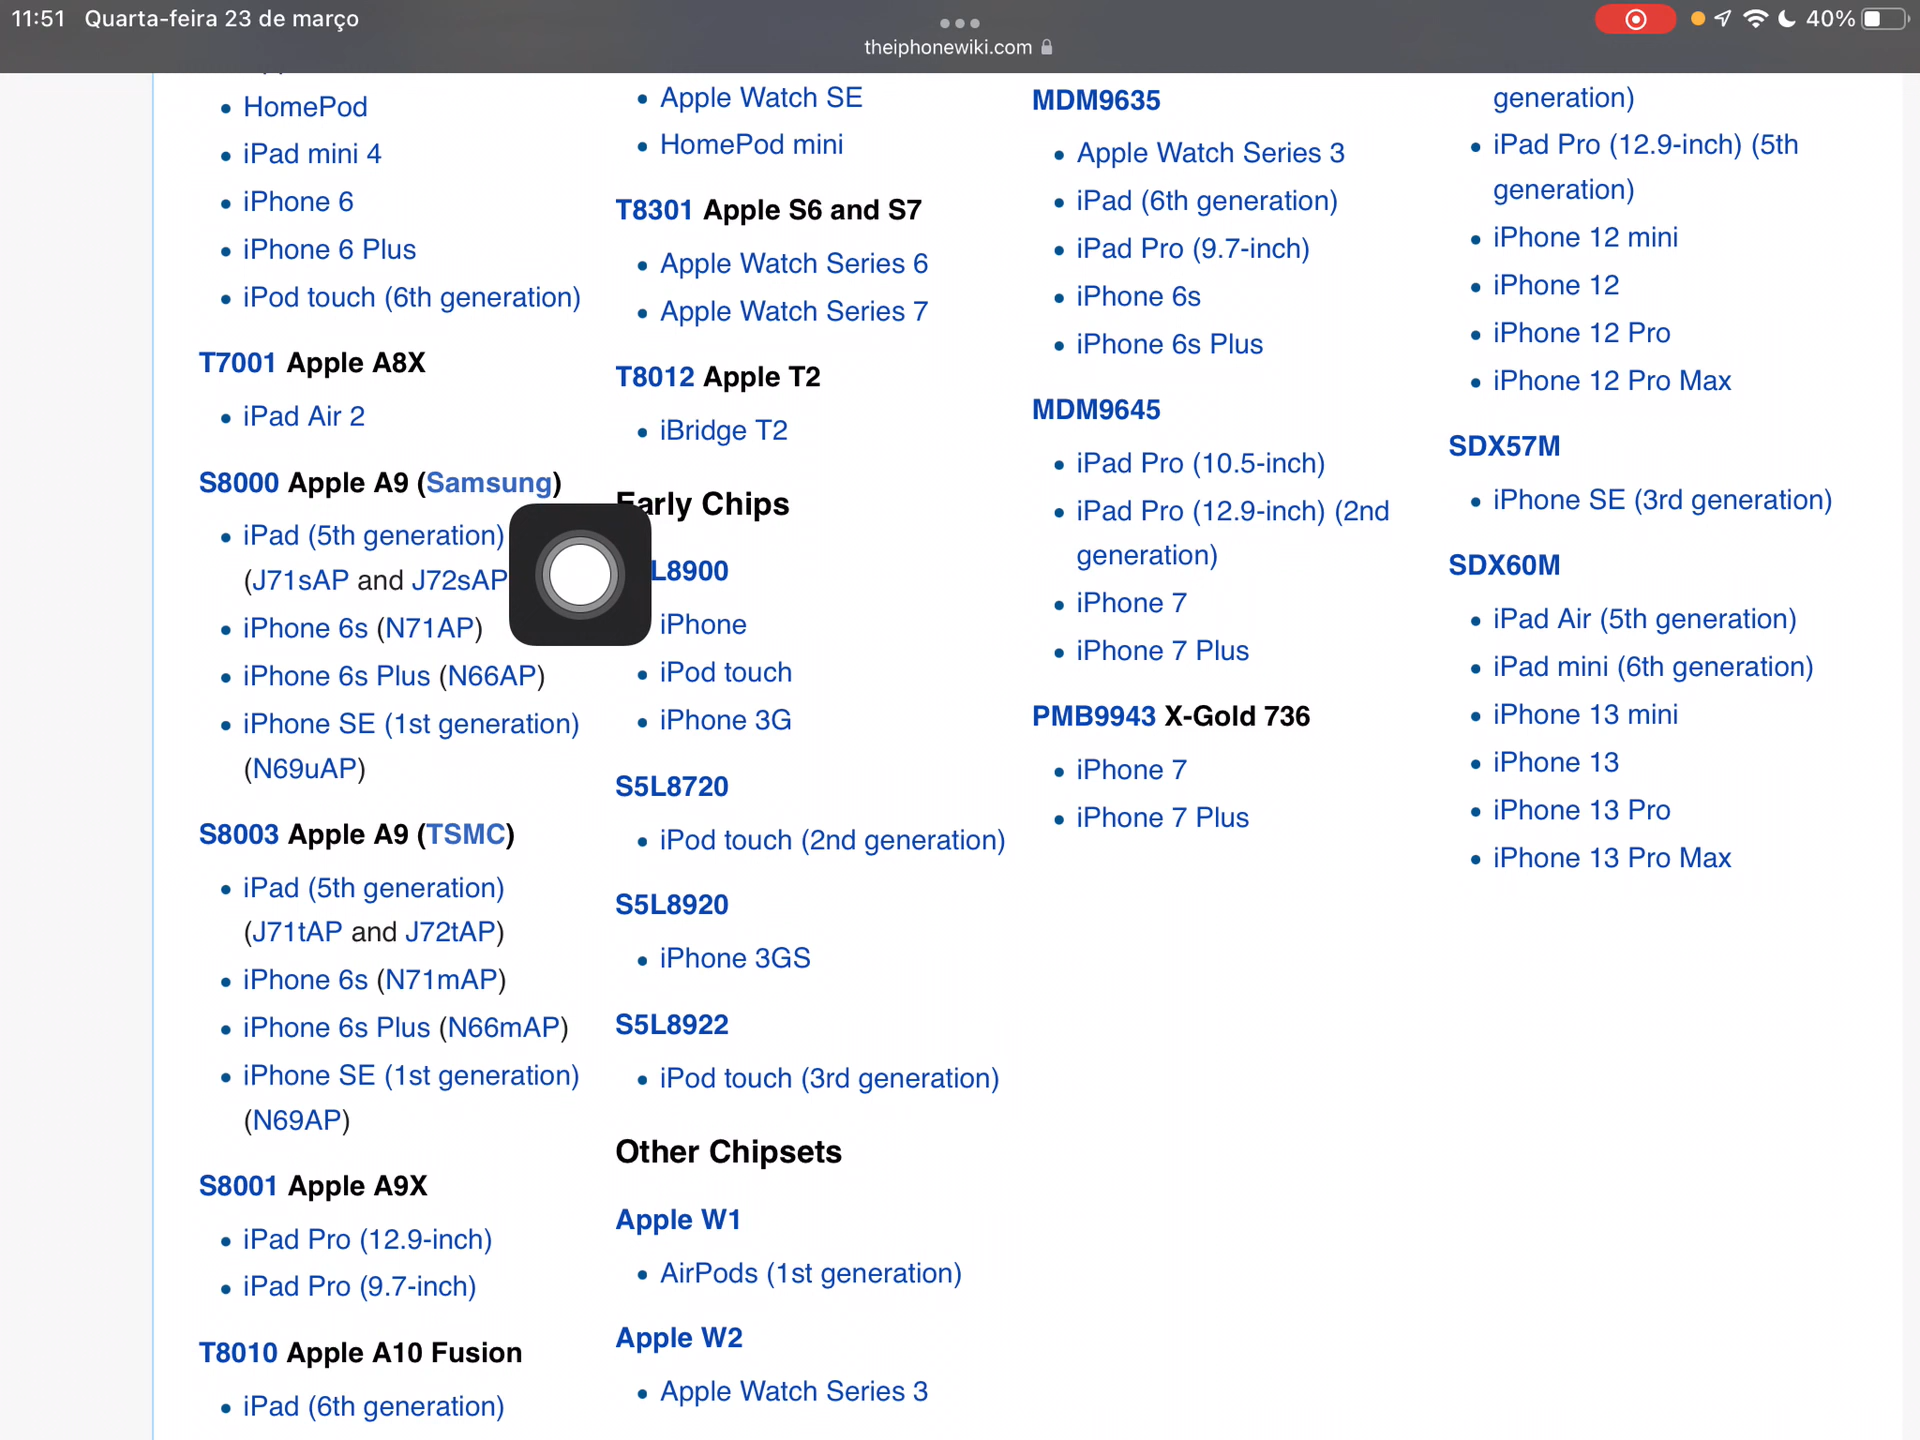 11:51 Quarta-feira 23 de março
40%
theiphonewiki.com
HomePod
iPad mini 4
iPhone 6
iPhone 6 Plus
iPod touch (6th generation)
T7001 Apple A8X
iPad Air 2
S8000 Apple A9 (Samsung)
iPad (5th generation)
(J71sAP and J72sAP
iPhone 6s (N71AP)
iPhone 6s Plus (N66AP)
iPhone SE (1st generation)
(N69uAP)
S8003 Apple A9 (TSMC)
iPad (5th generation)
(J71tAP and J72tAP)
iPhone 6s (N71mAP)
iPhone 6s Plus (N66mAP)
iPhone SE (1st generation)
(N69AP)
S8001 Apple A9X
iPad Pro (12.9-inch)
iPad Pro (9.7-inch)
T8010 Apple A10 Fusion
iPad (6th generation)
Apple Watch SE
HomePod mini
T8301 Apple S6 and S7
Apple Watch Series 6
Apple Watch Series 7
T8012 Apple T2
iBridge T2
Early Chips
L8900
iPhone
iPod touch
iPhone 3G
S5L8720
iPod touch (2nd generation)
S5L8920
iPhone 3GS
S5L8922
iPod touch (3rd generation)
Other Chipsets
Apple W1
AirPods (1st generation)
Apple W2
Apple Watch Series 3
MDM9635
Apple Watch Series 3
iPad (6th generation)
iPad Pro (9.7-inch)
iPhone 6s
iPhone 6s Plus
MDM9645
iPad Pro (10.5-inch)
iPad Pro (12.9-inch) (2nd
generation)
iPhone 7
iPhone 7 Plus
PMB9943 X-Gold 736
iPhone 7
iPhone 7 Plus
generation)
iPad Pro (12.9-inch) (5th
generation)
iPhone 12 mini
iPhone 12
iPhone 12 Pro
iPhone 12 Pro Max
SDX57M
iPhone SE (3rd generation)
SDX60M
iPad Air (5th generation)
iPad mini (6th generation)
iPhone 13 mini
iPhone 13
iPhone 13 Pro
iPhone 13 Pro Max